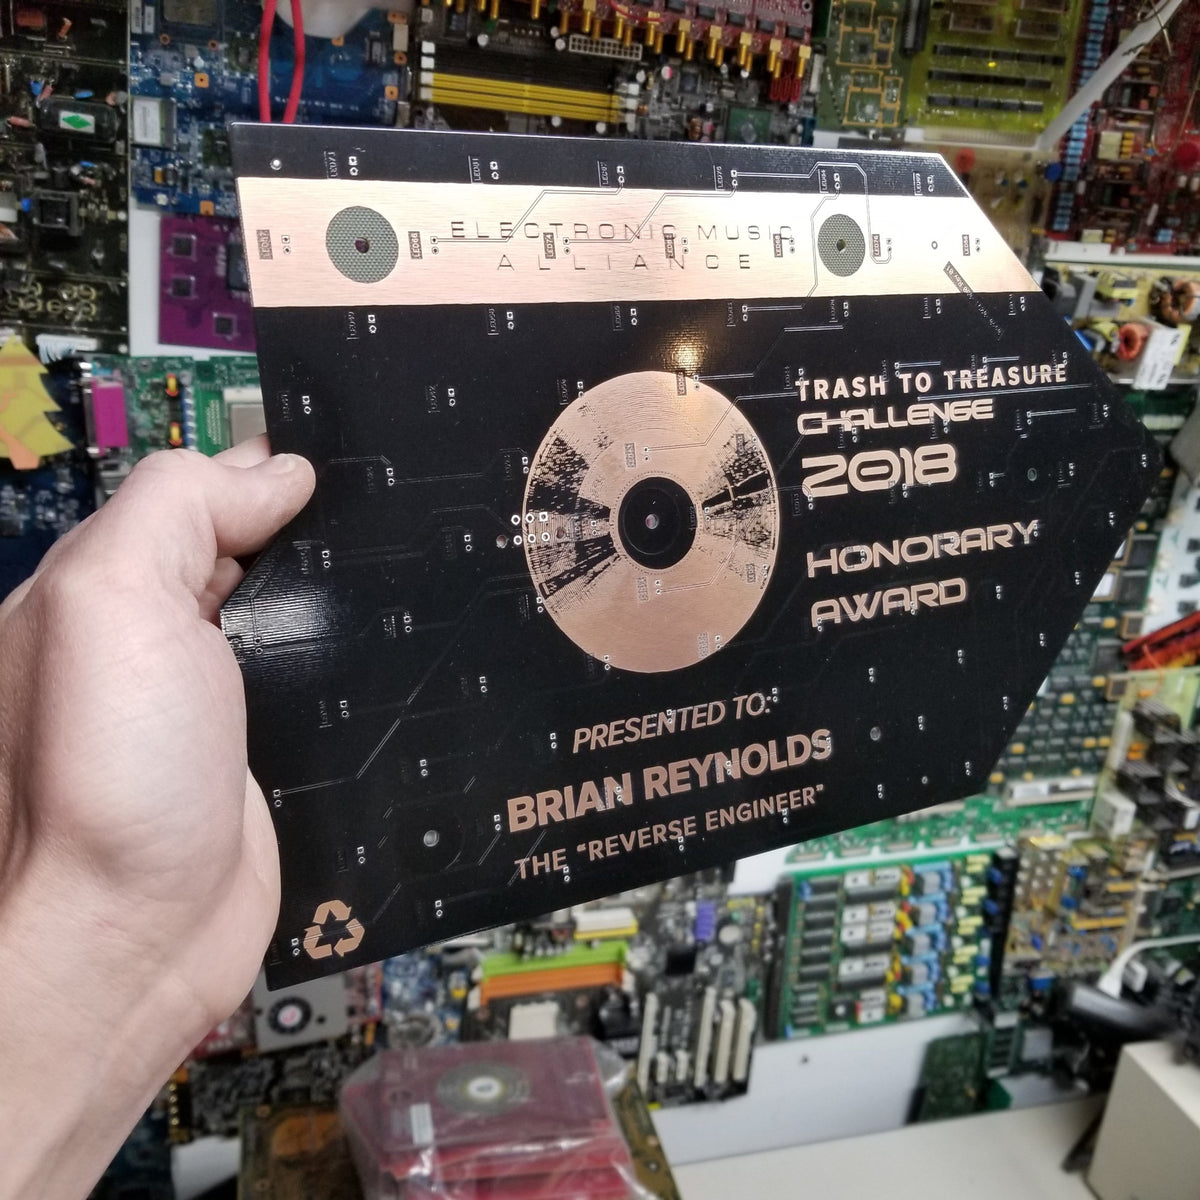 ELECTRONIC MUSIC
ALLIANCE
TRASH TO TREASURE
CHALLENGE
2018
HONORARY
AWARD
PRESENTED TO:
BRIAN REYNOLDS
THE "REVERSE ENGINEER"